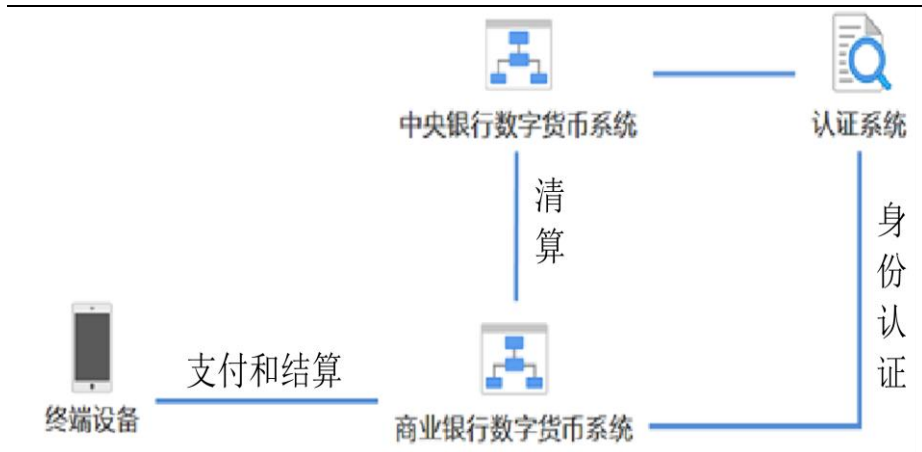 中央银行数字货币系统
认证系统
清算
身份认证
支付和结算
终端设备
商业银行数字货币系统